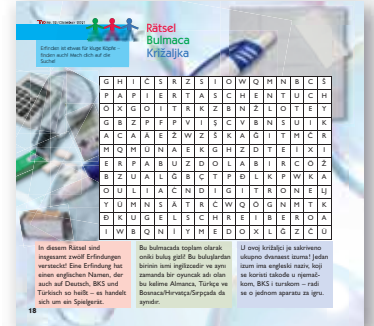 Rätsel
Bulmaca
Križaljka
Erfinden ist etwas für kluge Köpfe –
finden auch! Mach dich auf die
Suche!
G H I Č S R Z S I O W Q M N B C Š
P A P I E R T A S C H E N T U C H
Ö X G O I T R K Z B N Ž L O T E Y
G B Z P F P V I Ş C V B N S U I K
A C A Ä E Ž W Z Š K A Ğ I T M Č R
M Q M Ü N A E K G H Z D T E İ X I
E R P A B U Z D O L A B I R C Ö Ž
B Z U A L Ğ B Ç T P Đ L K P W K A
O U L I A Ć N D I G I T R O N E LJ
Y Ü M N S A T R Ć W Q O G N M T K
Đ K U G E L S C H R E I B E R O A
I W B Q N İ Y M E D O X L Ğ Z Ć Ü
In diesem Rätsel sind
insgesamt zwölf Erfindungen
versteckt! Eine Erfindung hat
einen englischen Namen, der
auch auf Deutsch, BKS und
Türkisch so heißt – es handelt
sich um ein Spielgerät.
Bu bulmacada toplam olarak
oniki buluş gizli! Bu buluşlardan
birinin ismi ingilizcedir ve aynı
zamanda bir oyuncak adı olan
bu kelime Almanca, Türkçe ve
Bosnaca/Hırvatça/Sırpçada da
aynıdır.
U ovoj križaljci je sakriveno
ukupno dvanaest izuma! Jedan
izum ima engleski naziv, koji
se koristi takođe u njemač-
kom, BKS i turskom – radi
se o jednom aparatu za igru.
18